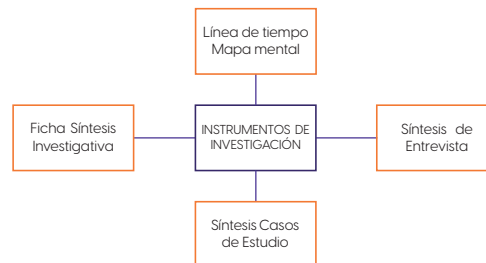 Línea de tiempo
Mapa mental
Ficha Síntesis
Investigativa
INSTRUMENTOS DE
INVESTIGACIÓN
Síntesis de
Entrevista
Síntesis Casos
de Estudio